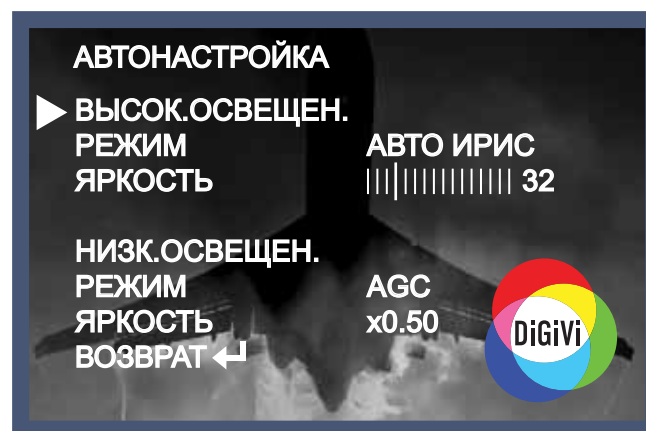 АВТОНАСТРОЙКА
ВЫСОК.ОСВЕЩЕН.
РЕЖИМ АВТО ИРИС
ЯРКОСТЬ 32
НИЗК.ОСВЕЩЕН.
РЕЖИМ AGC
ЯРКОСТЬ x0.50
ВОЗВРАТ
DiGiVi